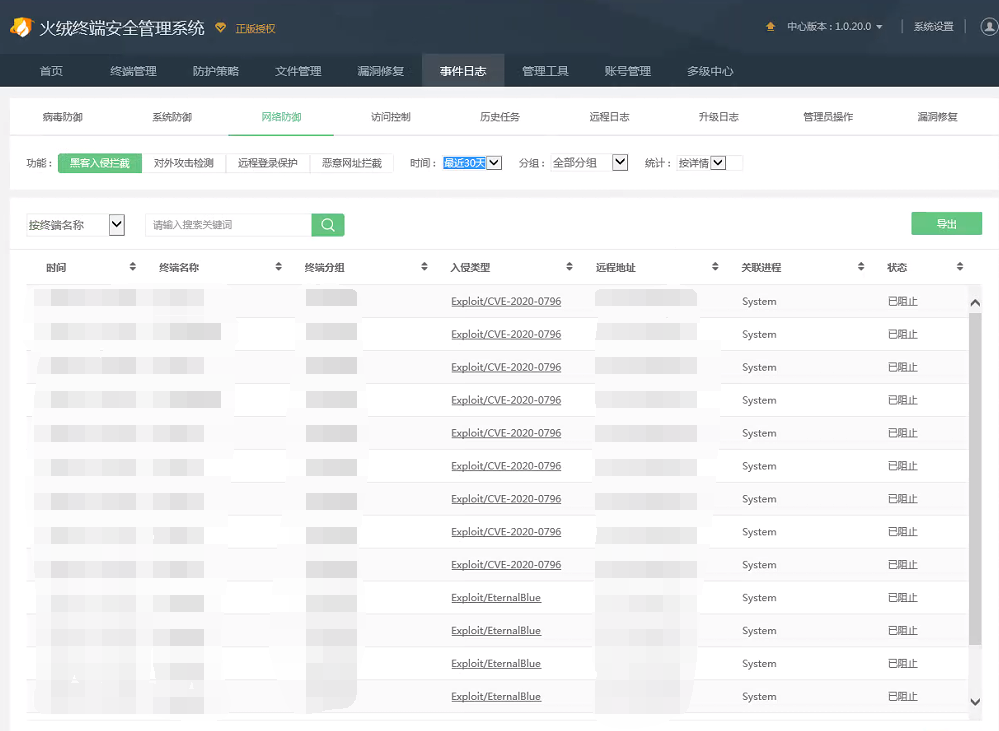 火绒终端安全管理系统 正版授权 中心版本：1.0.20.0 系统设置
首页 终端管理 防护策略 文件管理 漏洞修复 事件日志 管理工具 账号管理 多级中心
病毒防御 系统防御 网络防御 访问控制 历史任务 远程日志 升级日志 管理员操作 漏洞修复
功能： 黑客入侵拦截 对外攻击检测 远程登录保护 恶意网址拦截 时间： 最近30天 分组： 全部分组 统计： 按详情
按终端名称 请输入搜索关键词 导出
时间 终端名称 终端分组 入侵类型 远程地址 关联进程 状态
Exploit/CVE-2020-0796 System 已阻止
Exploit/CVE-2020-0796 System 已阻止
Exploit/CVE-2020-0796 System 已阻止
Exploit/CVE-2020-0796 System 已阻止
Exploit/CVE-2020-0796 System 已阻止
Exploit/CVE-2020-0796 System 已阻止
Exploit/CVE-2020-0796 System 已阻止
Exploit/CVE-2020-0796 System 已阻止
Exploit/CVE-2020-0796 System 已阻止
Exploit/EternalBlue System 已阻止
Exploit/EternalBlue System 已阻止
Exploit/EternalBlue System 已阻止
Exploit/EternalBlue System 已阻止